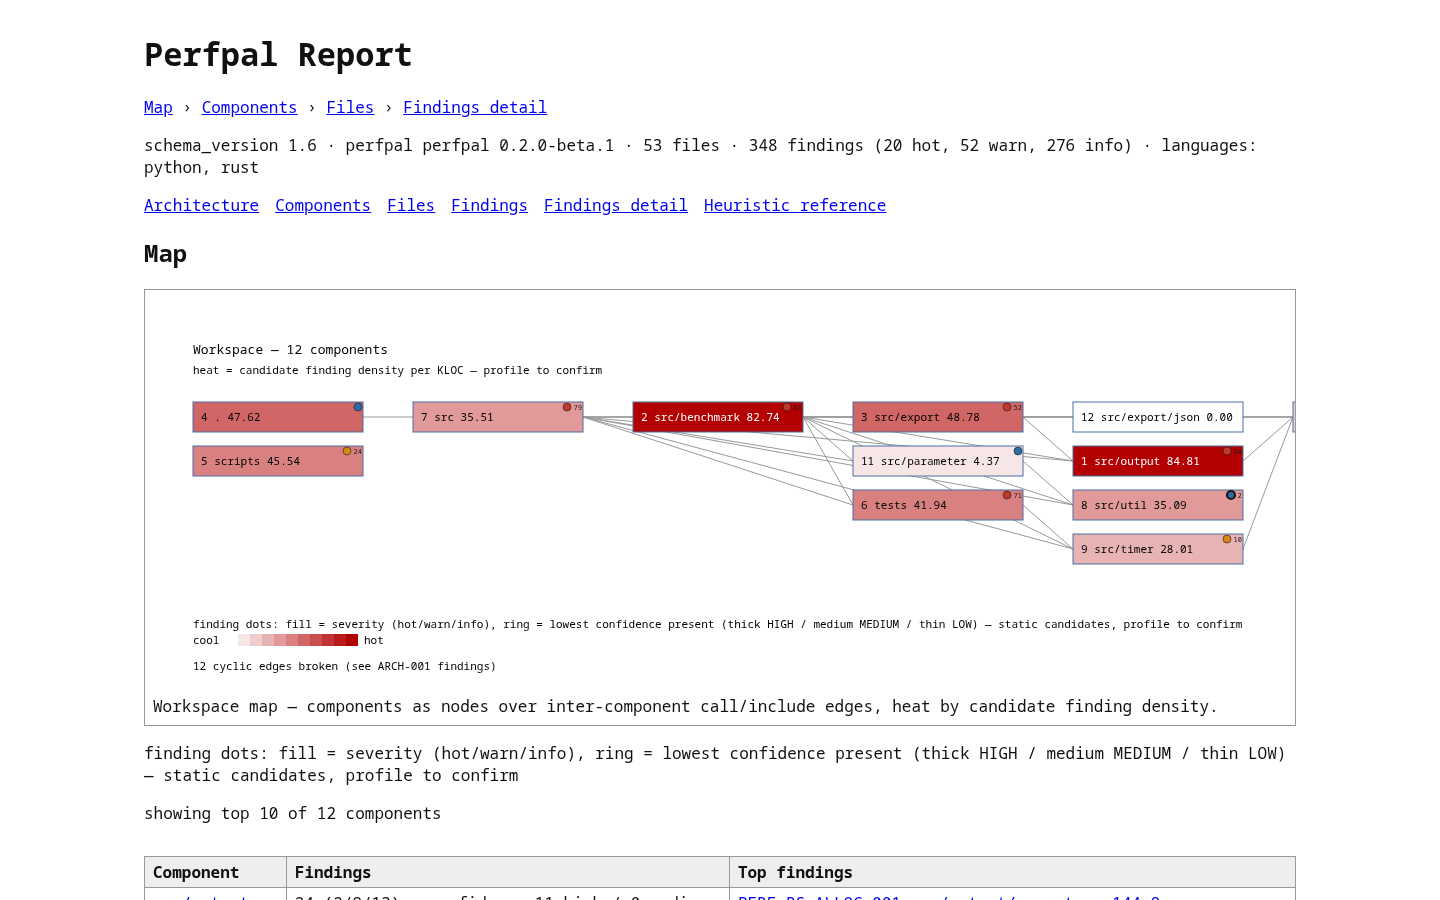 Perfpal Report
Map › Components › Files › Findings detail
schema_version 1.6 · perfpal perfpal 0.2.0-beta.1 · 53 files · 348 findings (20 hot, 52 warn, 276 info) · languages:
python, rust
Architecture Components Files Findings Findings detail Heuristic reference
Map
Workspace — 12 components
heat = candidate finding density per KLOC — profile to confirm
4 . 47.62
7 src 35.51
79
2 src/benchmark 82.74
3 src/export 48.78
52
12 src/export/json 0.00
5 scripts 45.54
24
11 src/parameter 4.37
1 src/output 84.81
6 tests 41.94
71
8 src/util 35.09
2
9 src/timer 28.01
10
finding dots: fill = severity (hot/warn/info), ring = lowest confidence present (thick HIGH / medium MEDIUM / thin LOW) — static candidates, profile to confirm
cool hot
12 cyclic edges broken (see ARCH-001 findings)
Workspace map — components as nodes over inter-component call/include edges, heat by candidate finding density.
finding dots: fill = severity (hot/warn/info), ring = lowest confidence present (thick HIGH / medium MEDIUM / thin LOW)
— static candidates, profile to confirm
showing top 10 of 12 components
Component Findings Top findings